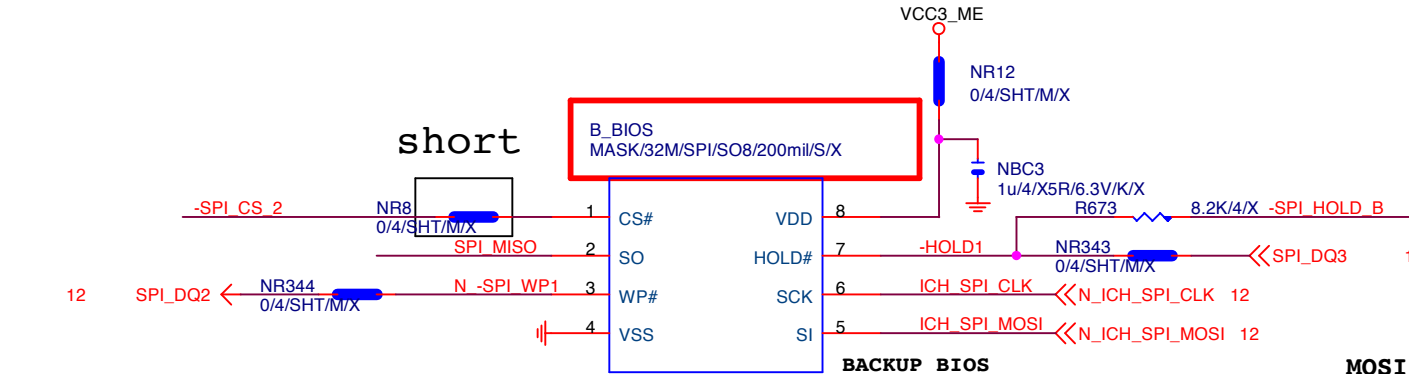 VCC3_ME
NR12
0/4/SHT/M/X
B_BIOS
MASK/32M/SPI/SO8/200mil/S/X
short
NBC3
1u/4/X5R/6.3V/K/X
-SPI_CS_2
NR8
0/4/SHT/M/X
1
CS#
VDD
8
R673
8.2K/4/X
-SPI_HOLD_B
SPI_MISO
2
SO
HOLD#
7
-HOLD1
NR343
0/4/SHT/M/X
SPI_DQ3
12
SPI_DQ2
NR344
0/4/SHT/M/X
N_-SPI_WP1
3
WP#
SCK
6
ICH_SPI_CLK
N_ICH_SPI_CLK 12
4
VSS
SI
5
ICH_SPI_MOSI
N_ICH_SPI_MOSI 12
BACKUP BIOS
MOSI